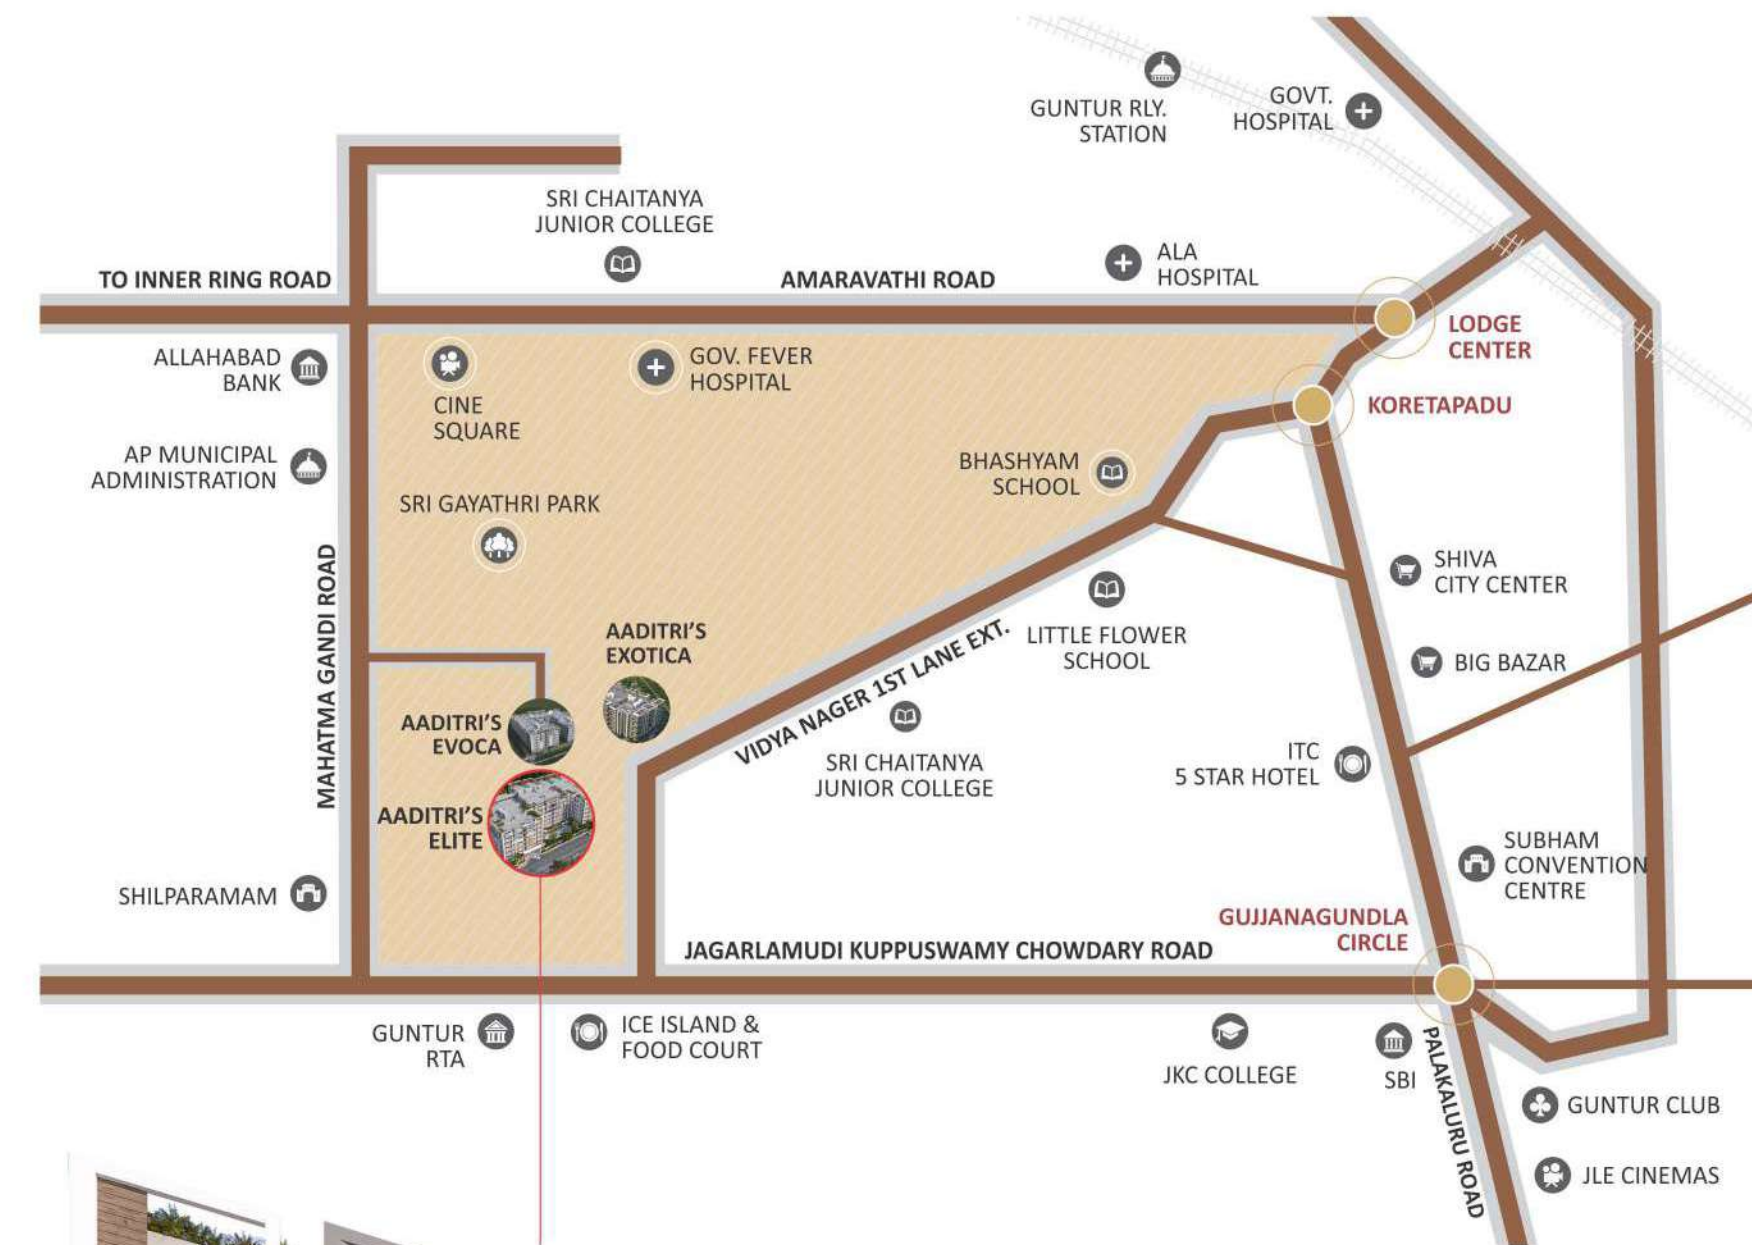 GUNTUR RLY.
STATION
GOVT.
HOSPITAL
SRI CHAITANYA
JUNIOR COLLEGE
TO INNER RING ROAD
AMARAVATHI ROAD
ALA
HOSPITAL
LODGE
CENTER
ALLAHABAD
BANK
CINE
SQUARE
GOV. FEVER
HOSPITAL
KORETAPADU
AP MUNICIPAL
ADMINISTRATION
BHASHYAM
SCHOOL
SRI GAYATHRI PARK
SHIVA
CITY CENTER
MAHATMA GANDI ROAD
AADITRI'S
EXOTICA
VIDYA NAGER 1ST LANE EXT.
LITTLE FLOWER
SCHOOL
BIG BAZAR
AADITRI'S
EVOCA
SRI CHAITANYA
JUNIOR COLLEGE
ITC
5 STAR HOTEL
AADITRI'S
ELITE
SUBHAM
CONVENTION
CENTRE
SHILPARAMAM
GUJJANAGUNDLA
CIRCLE
JAGARLAMUDI KUPPUSWAMY CHOWDARY ROAD
GUNTUR
RTA
ICE ISLAND &
FOOD COURT
JKC COLLEGE
SBI
PALAKALURU ROAD
GUNTUR CLUB
JLE CINEMAS